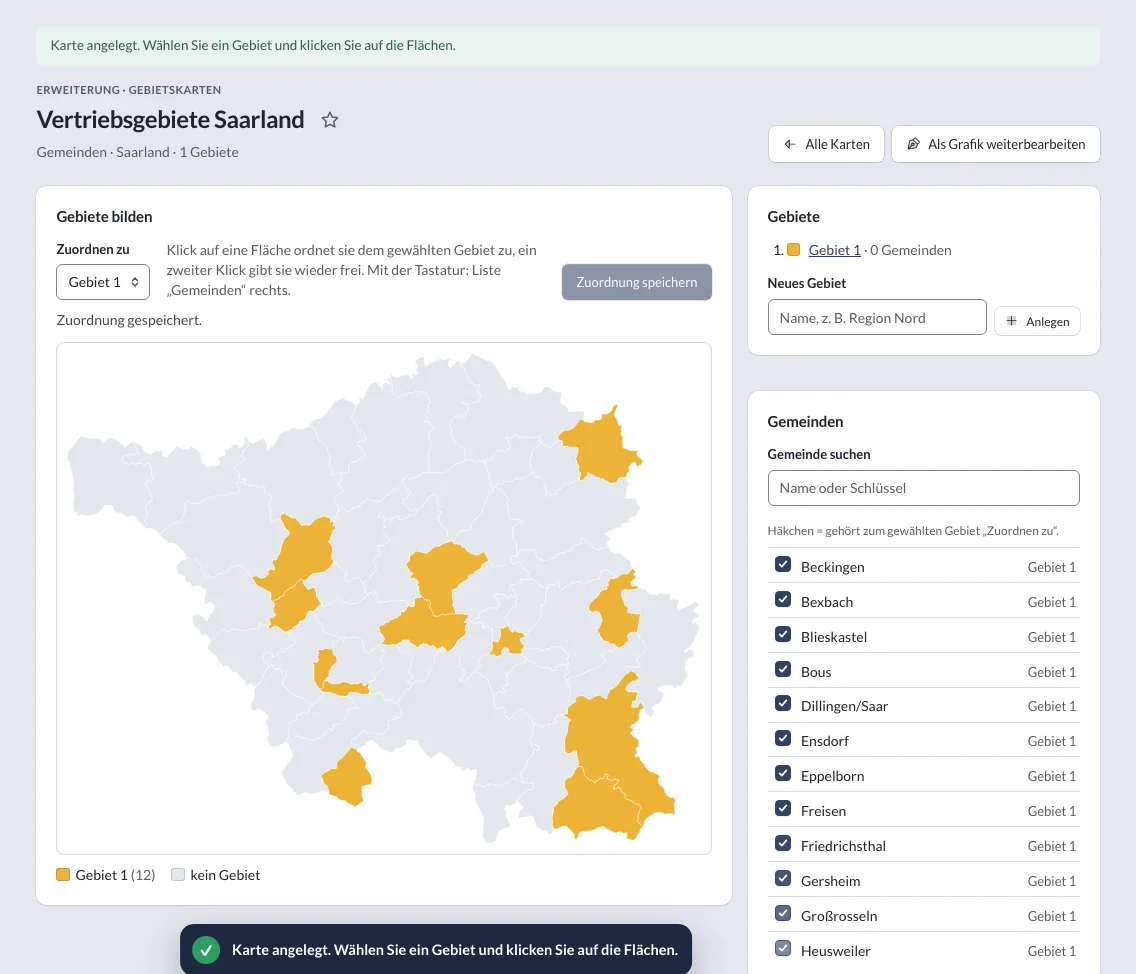 Karte angelegt. Wählen Sie ein Gebiet und klicken Sie auf die Flächen.
ERWEITERUNG · GEBIETSKARTEN
Vertriebsgebiete Saarland
Gemeinden · Saarland · 1 Gebiete
Alle Karten
Als Grafik weiterbearbeiten
Gebiete bilden
Zuordnen zu
Gebiet 1
Klick auf eine Fläche ordnet sie dem gewählten Gebiet zu, ein
zweiter Klick gibt sie wieder frei. Mit der Tastatur: Liste
„Gemeinden“ rechts.
Zuordnung speichern
Zuordnung gespeichert.
Gebiet 1 (12)
kein Gebiet
Gebiete
1. Gebiet 1 · 0 Gemeinden
Neues Gebiet
Name, z. B. Region Nord
Anlegen
Gemeinden
Gemeinde suchen
Name oder Schlüssel
Häkchen = gehört zum gewählten Gebiet „Zuordnen zu“.
Beckingen Gebiet 1
Bexbach Gebiet 1
Blieskastel Gebiet 1
Bous Gebiet 1
Dillingen/Saar Gebiet 1
Ensdorf Gebiet 1
Eppelborn Gebiet 1
Freisen Gebiet 1
Friedrichsthal Gebiet 1
Gersheim Gebiet 1
Großrosseln Gebiet 1
Heusweiler Gebiet 1
Karte angelegt. Wählen Sie ein Gebiet und klicken Sie auf die Flächen.